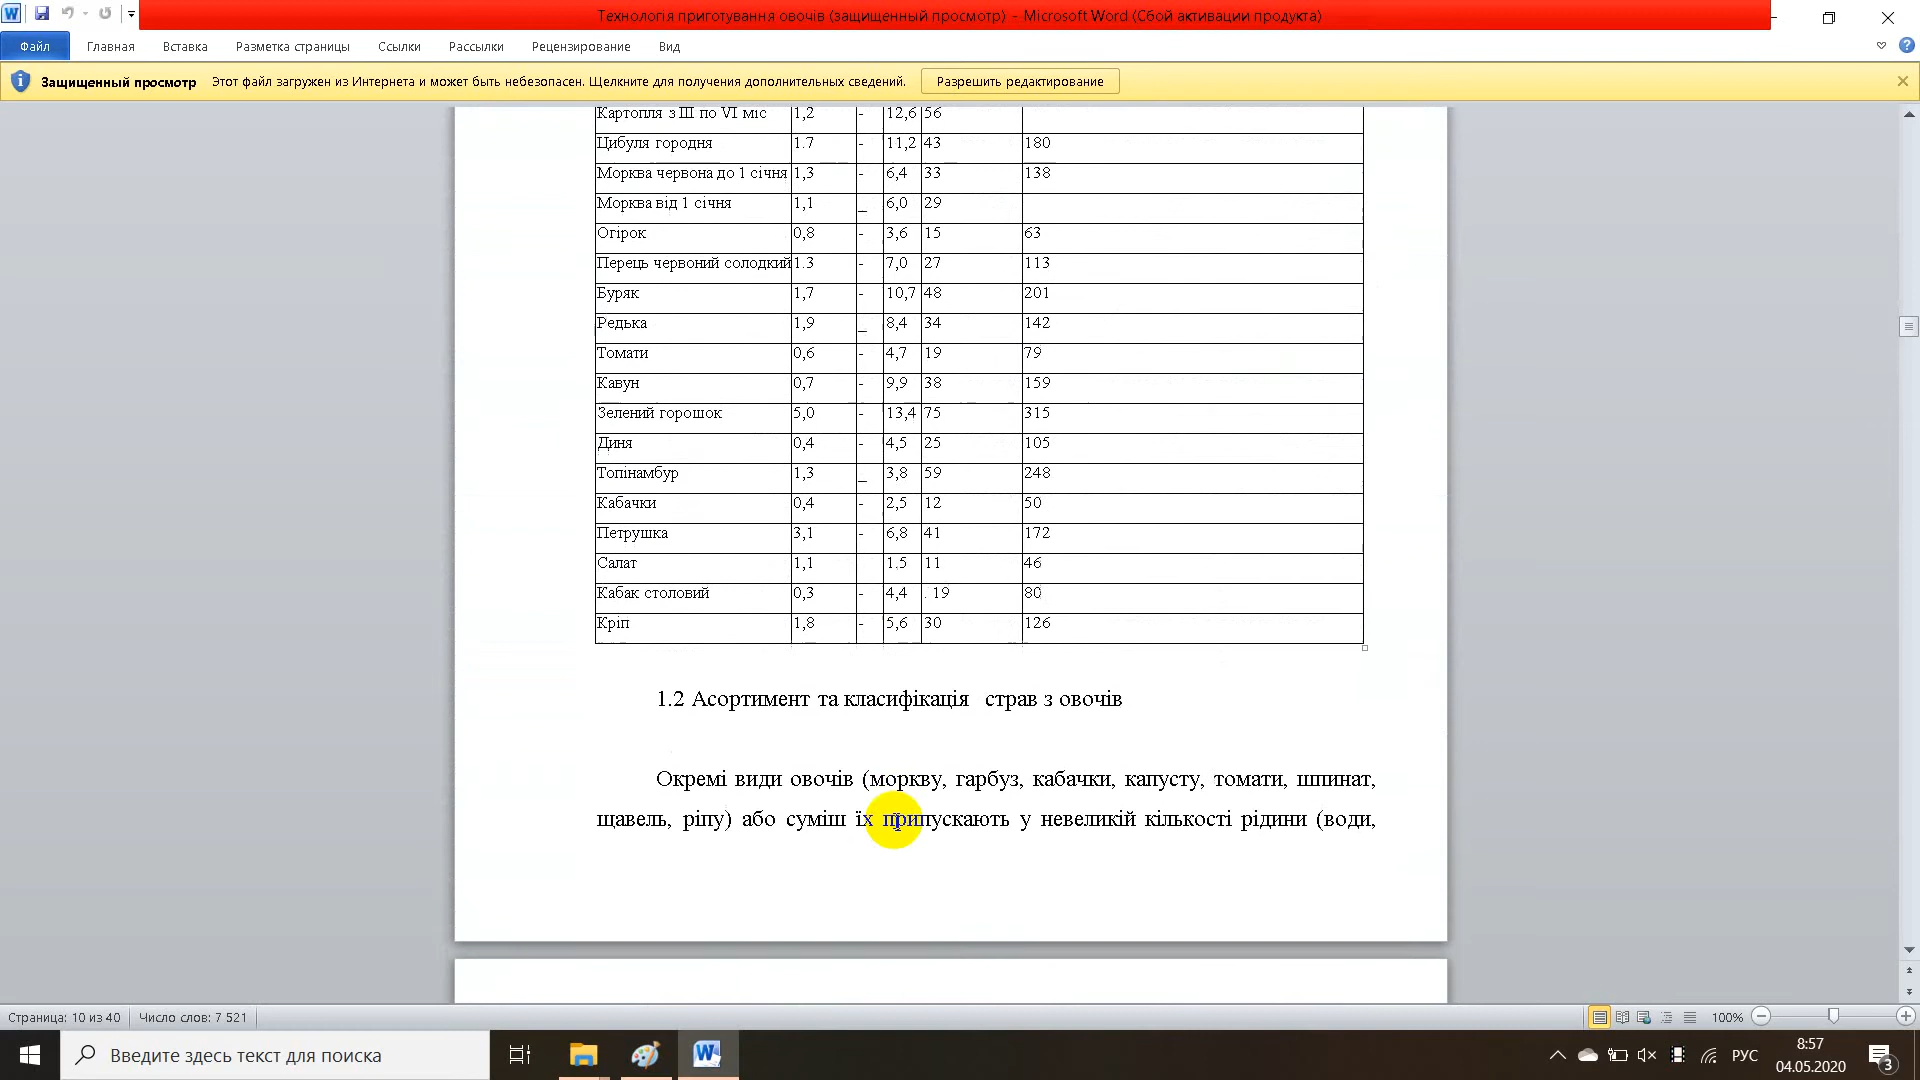 Технологія приготування овочів (защищенный просмотр) - Microsoft Word (Сбой активации продукта)
Файл Главная Вставка Разметка страницы Ссылки Рассылки Рецензирование Вид
Защищенный просмотр Этот файл загружен из Интернета и может быть небезопасен. Щелкните для получения дополнительных сведений. Разрешить редактирование
Картопля з III по VI міс 1,2 - 12,6 56
Цибуля городня 1.7 - 11,2 43 180
Морква червона до 1 січня 1,3 - 6,4 33 138
Морква від 1 січня 1,1 _ 6,0 29
Огірок 0,8 - 3,6 15 63
Перець червоний солодкий 1.3 - 7,0 27 113
Буряк 1,7 - 10,7 48 201
Редька 1,9 _ 8,4 34 142
Томати 0,6 - 4,7 19 79
Кавун 0,7 - 9,9 38 159
Зелений горошок 5,0 - 13,4 75 315
Диня 0,4 - 4,5 25 105
Топінамбур 1,3 _ 3,8 59 248
Кабачки 0,4 - 2,5 12 50
Петрушка 3,1 - 6,8 41 172
Салат 1,1 1.5 11 46
Кабак столовий 0,3 - 4,4 . 19 80
Кріп 1,8 - 5,6 30 126
1.2 Асортимент та класифікація страв з овочів
Окремі види овочів (моркву, гарбуз, кабачки, капусту, томати, шпинат,
щавель, ріпу) або суміш їх припускають у невеликій кількості рідини (води,
Страница: 10 из 40 Число слов: 7 521 100%
Введите здесь текст для поиска РУС 8:57
04.05.2020 3